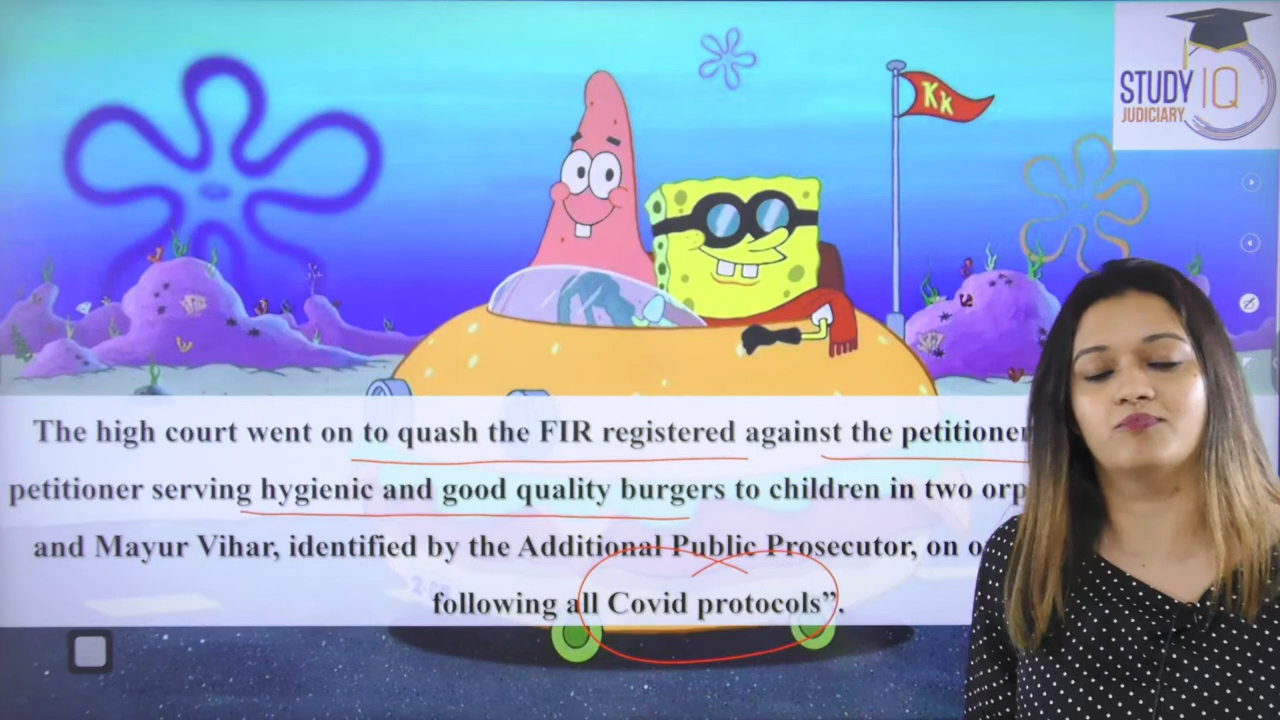 Kk
STUDY IQ
JUDICIARY
The high court went on to quash the FIR registered against the petitioner
petitioner serving hygienic and good quality burgers to children in two
and Mayur Vihar, identified by the Additional Public Prosecutor, on
following all Covid protocols”.